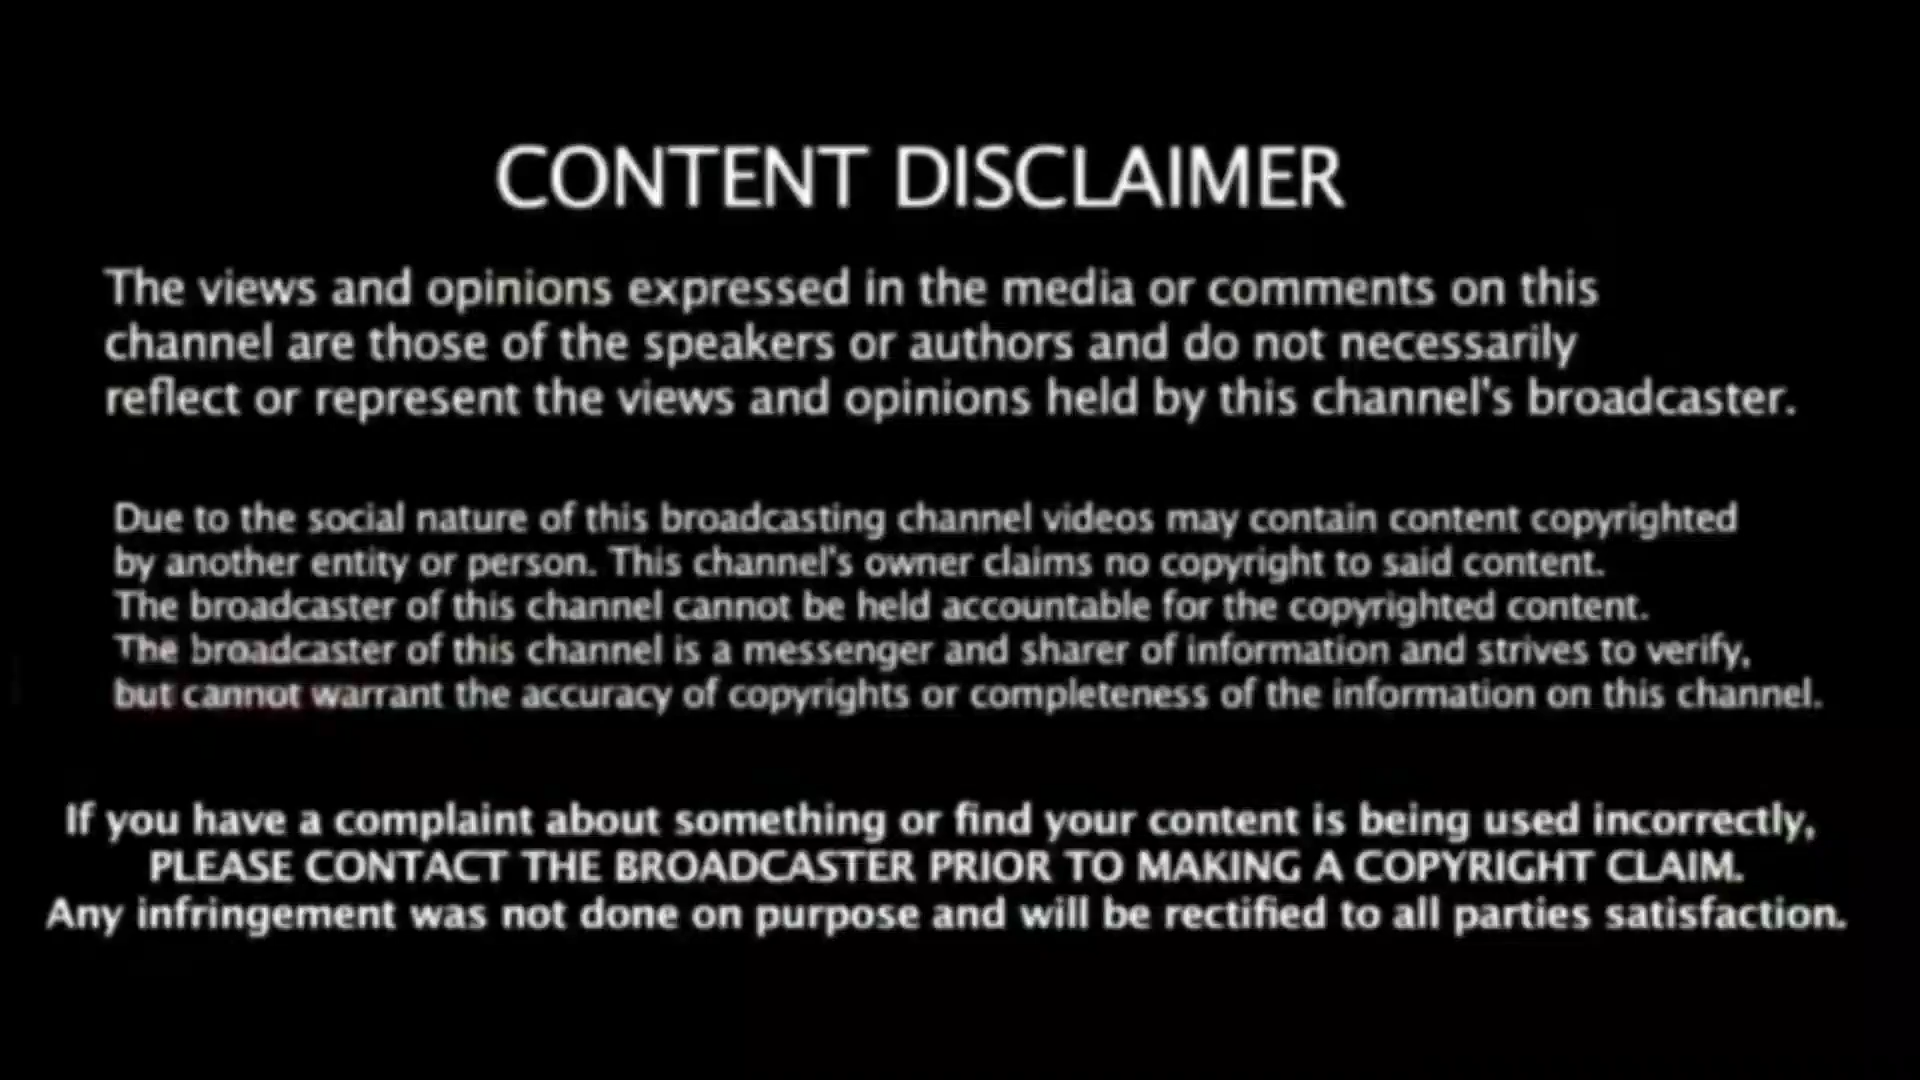 CONTENT DISCLAIMER
The views and opinions expressed in the media or comments on this
channel are those of the speakers or authors and do not necessarily
reflect or represent the views and opinions held by this channel's broadcaster.
Due to the social nature of this broadcasting channel videos may contain content copyrighted
by another entity or person. This channel's owner claims no copyright to said content.
The broadcaster of this channel cannot be held accountable for the copyrighted content.
The broadcaster of this channel is a messenger and sharer of information and strives to verify,
but cannot warrant the accuracy of copyrights or completeness of the information on this channel.
If you have a complaint about something or find your content is being used incorrectly,
PLEASE CONTACT THE BROADCASTER PRIOR TO MAKING A COPYRIGHT CLAIM.
Any infringement was not done on purpose and will be rectified to all parties satisfaction.